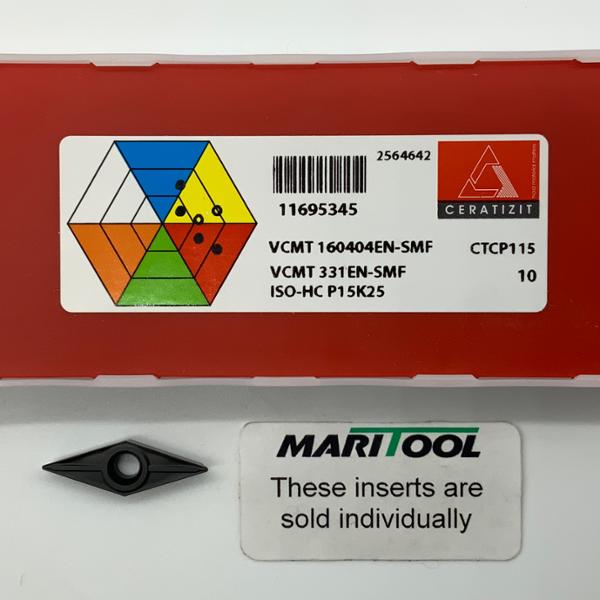 2564642
11695345
CERATIZIT
VCMT 160404EN-SMF CTCP115
VCMT 331EN-SMF 10
ISO-HC P15K25
MARITOOL
These inserts are
sold individually